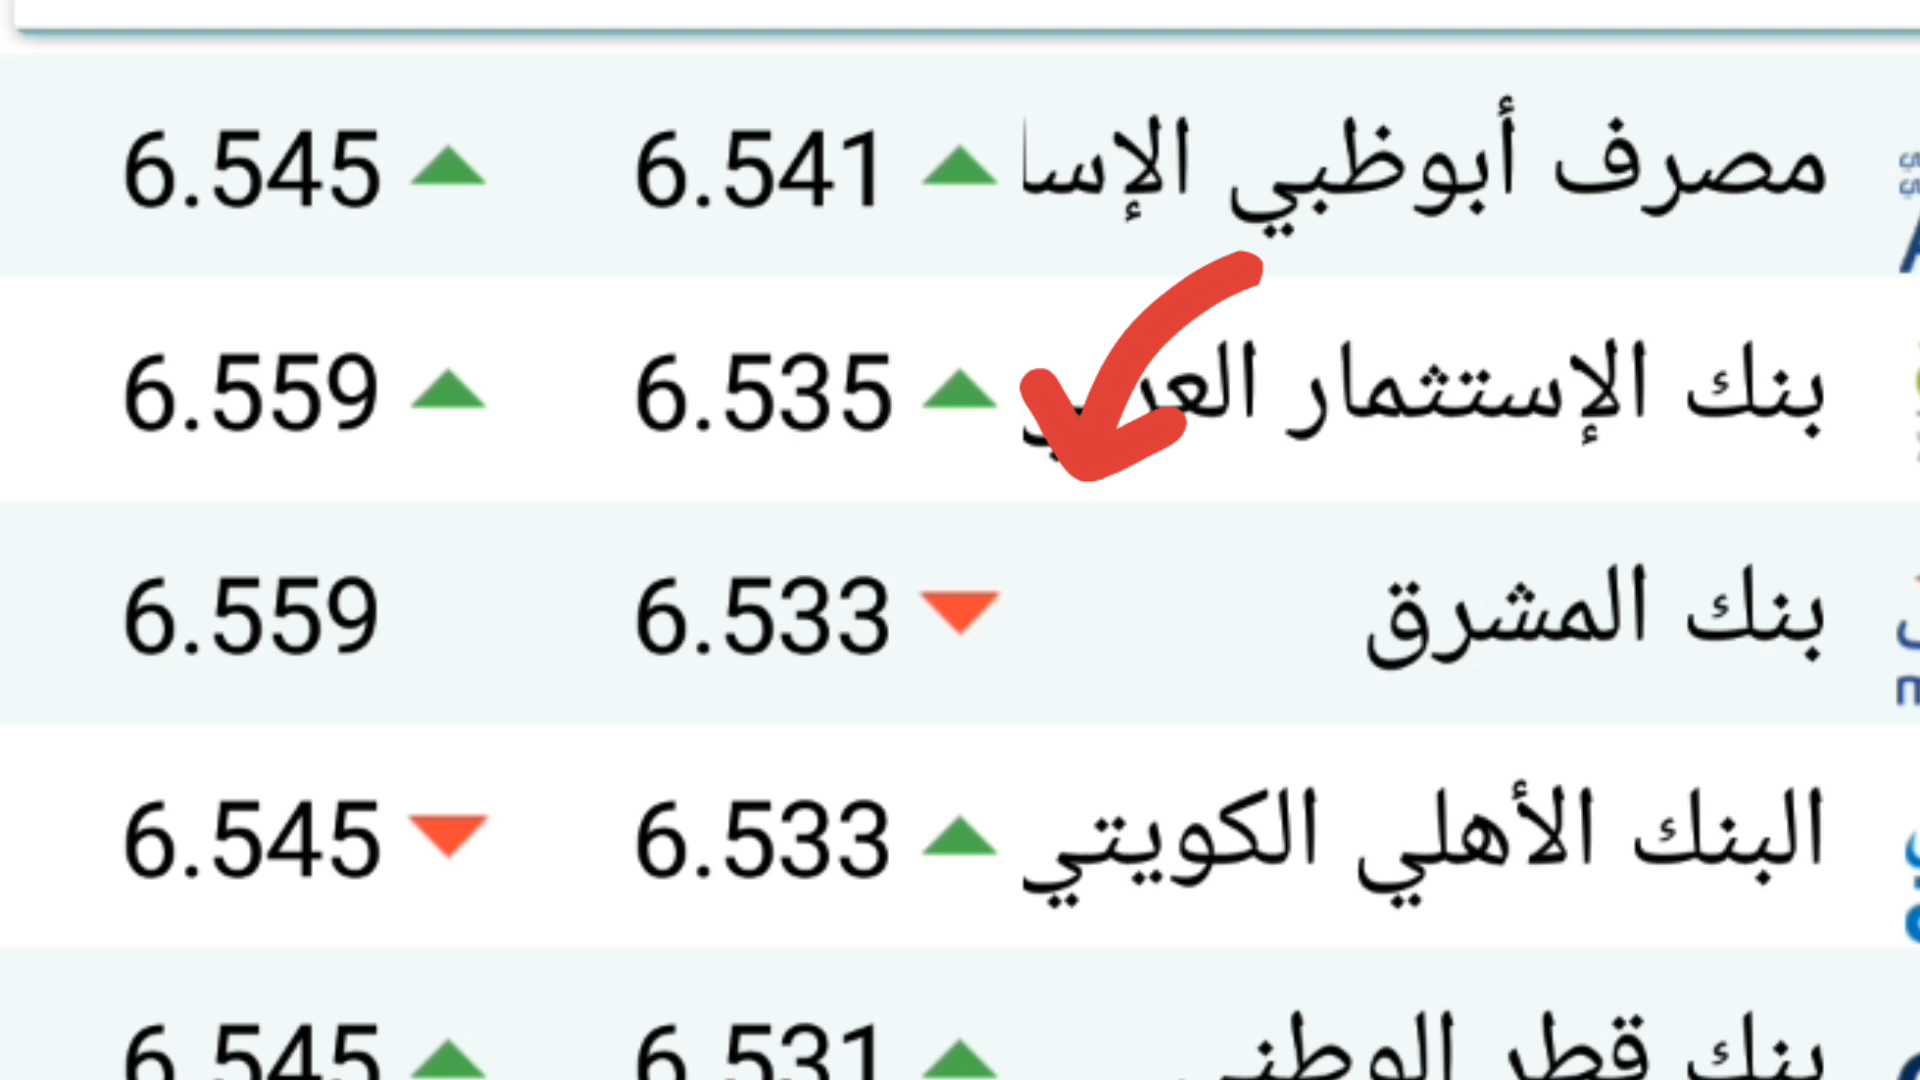 مصرف أبوظبي الإسا 6.541 6.545
بنك الإستثمار 6.535 6.559
بنك المشرق 6.533 6.559
البنك الأهلي الكويتي 6.533 6.545
بنك قطر الوطني 6.531 6.545